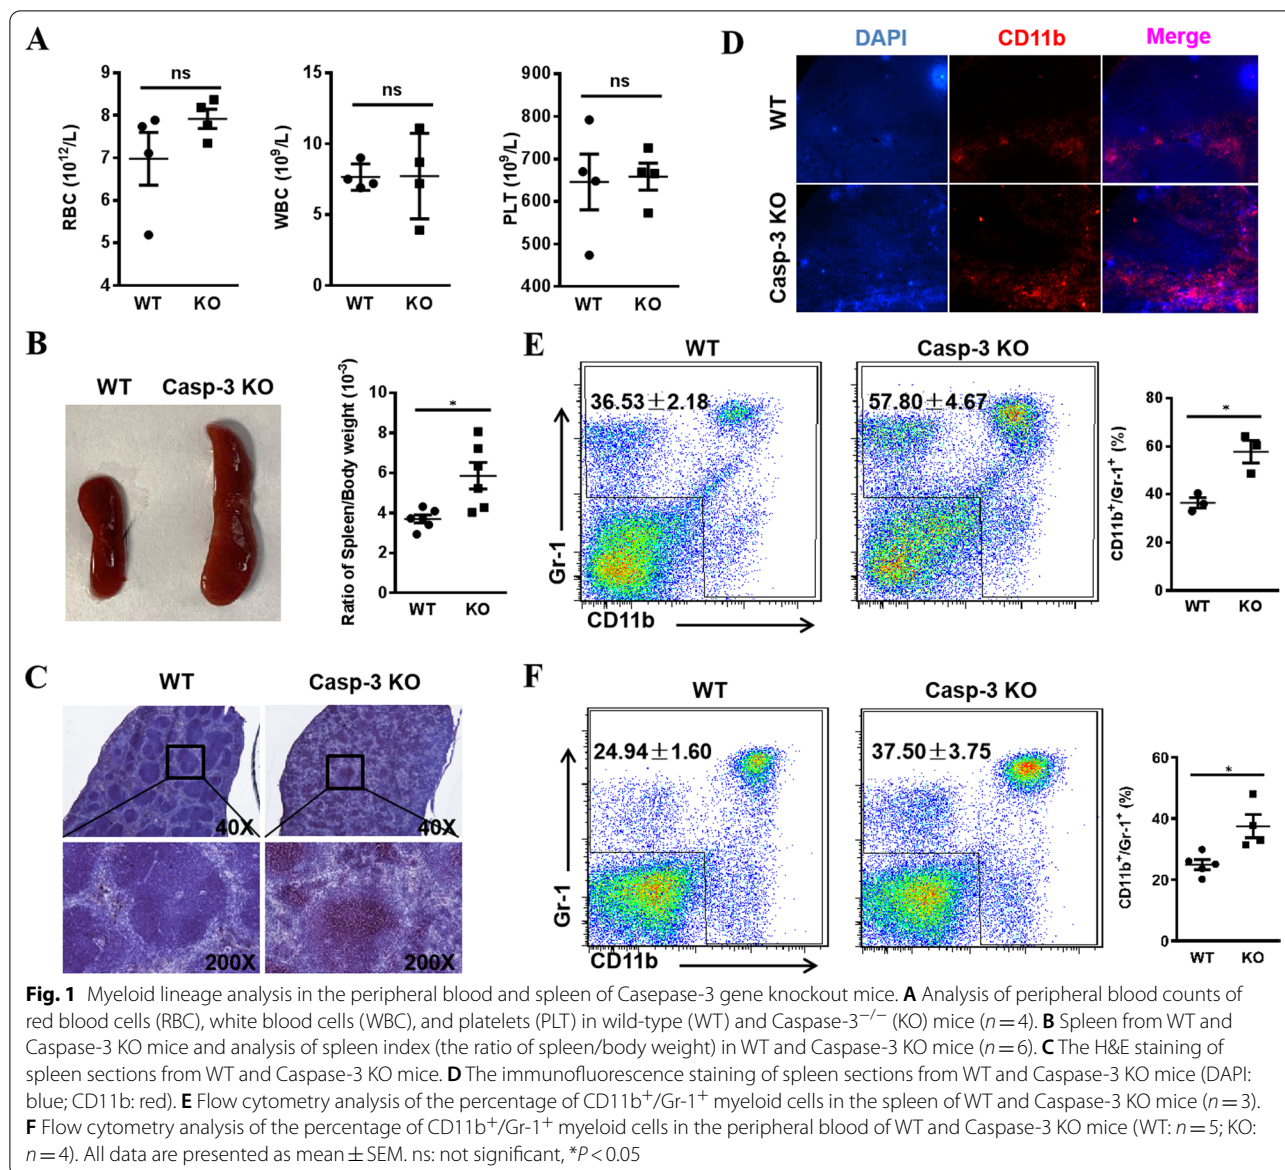 A
RBC (10^12/L)
9
8
7
6
5
4
ns
WT KO
WBC (10^9/L)
15
10
5
0
ns
WT KO
PLT (10^9/L)
900
800
700
600
500
400
ns
WT KO
D
DAPI CD11b Merge
WT
Casp-3 KO
B
WT Casp-3 KO
Ratio of Spleen/Body weight (10^-3)
10
8
6
4
2
0
*
WT KO
E
WT Casp-3 KO
36.53±2.18 57.80±4.67
Gr-1
CD11b
CD11b+/Gr-1+ (%)
80
60
40
20
0
*
WT KO
C
WT Casp-3 KO
40X 40X
200X 200X
F
WT Casp-3 KO
24.94±1.60 37.50±3.75
Gr-1
CD11b
CD11b+/Gr-1+ (%)
60
40
20
0
*
WT KO
Fig. 1 Myeloid lineage analysis in the peripheral blood and spleen of Casepase-3 gene knockout mice. A Analysis of peripheral blood counts of
red blood cells (RBC), white blood cells (WBC), and platelets (PLT) in wild-type (WT) and Caspase-3−/− (KO) mice (n = 4). B Spleen from WT and
Caspase-3 KO mice and analysis of spleen index (the ratio of spleen/body weight) in WT and Caspase-3 KO mice (n = 6). C The H&E staining of
spleen sections from WT and Caspase-3 KO mice. D The immunofluorescence staining of spleen sections from WT and Caspase-3 KO mice (DAPI:
blue; CD11b: red). E Flow cytometry analysis of the percentage of CD11b+/Gr-1+ myeloid cells in the spleen of WT and Caspase-3 KO mice (n = 3).
F Flow cytometry analysis of the percentage of CD11b+/Gr-1+ myeloid cells in the peripheral blood of WT and Caspase-3 KO mice (WT: n = 5; KO:
n = 4). All data are presented as mean ± SEM. ns: not significant, *P < 0.05